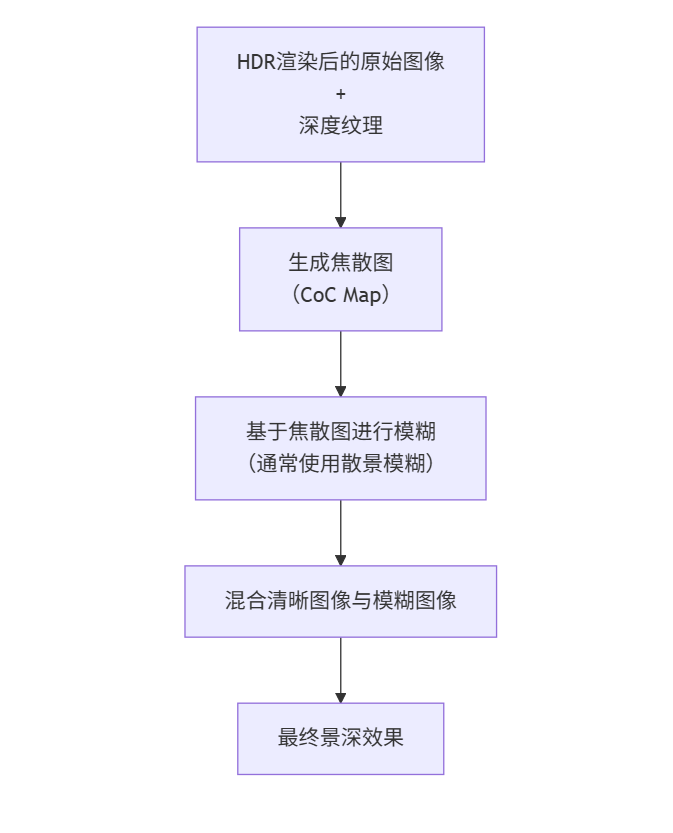 HDR渲染后的原始图像
+
深度纹理
生成焦散图
（CoC Map）
基于焦散图进行模糊
（通常使用散景模糊）
混合清晰图像与模糊图像
最终景深效果